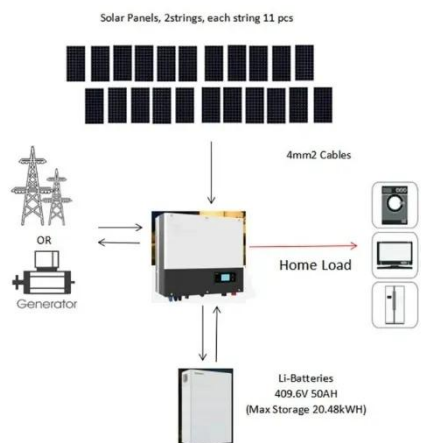 Solar Panels, 2strings, each string 11 pcs
4mm2 Cables
OR
Generator
Home Load
Li-Batteries
409.6V 50AH
(Max Storage 20.48kWH)